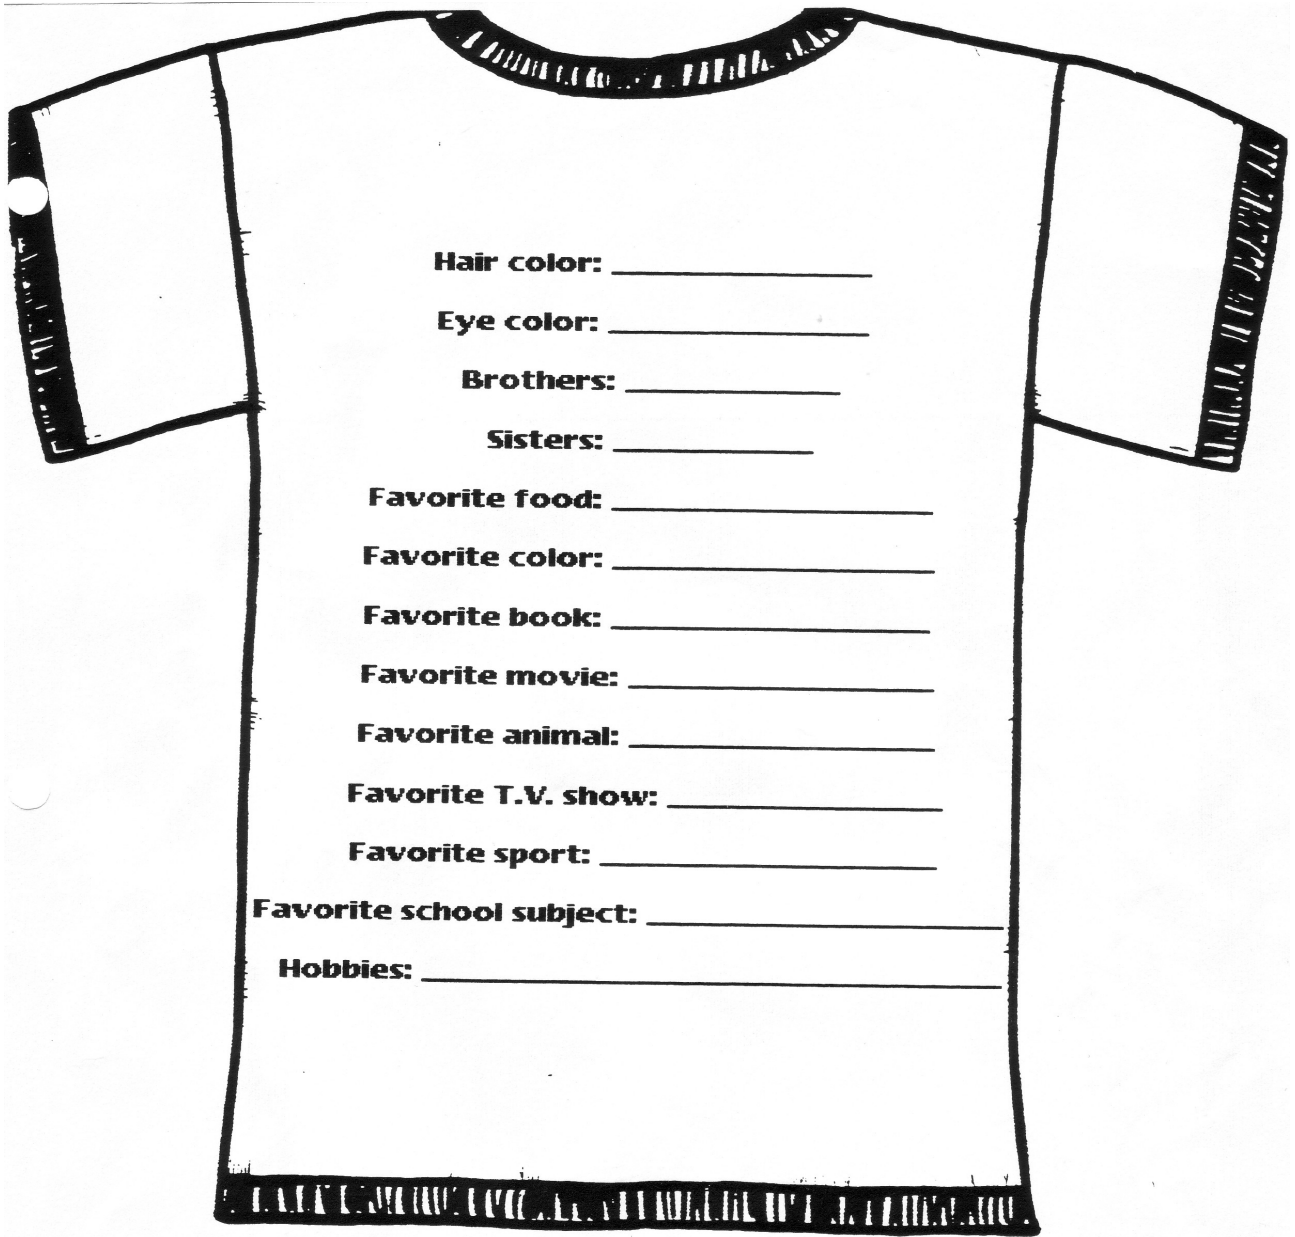 Hair color:
Eye color:
Brothers:
Sisters:
Favorite food:
Favorite color:
Favorite book:
Favorite movie:
Favorite animal:
Favorite T.V. show:
Favorite sport:
Favorite school subject:
Hobbies: